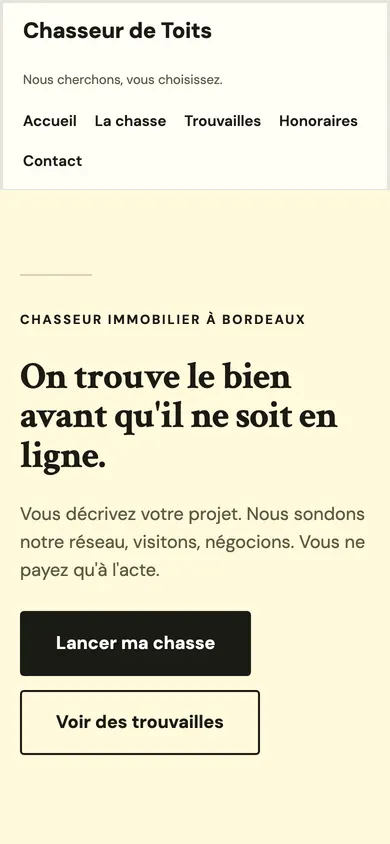 Chasseur de Toits
Nous cherchons, vous choisissez.
Accueil La chasse Trouvailles Honoraires
Contact
CHASSEUR IMMOBILIER À BORDEAUX
On trouve le bien
avant qu'il ne soit en
ligne.
Vous décrivez votre projet. Nous sondons
notre réseau, visitons, négocions. Vous ne
payez qu'à l'acte.
Lancer ma chasse
Voir des trouvailles